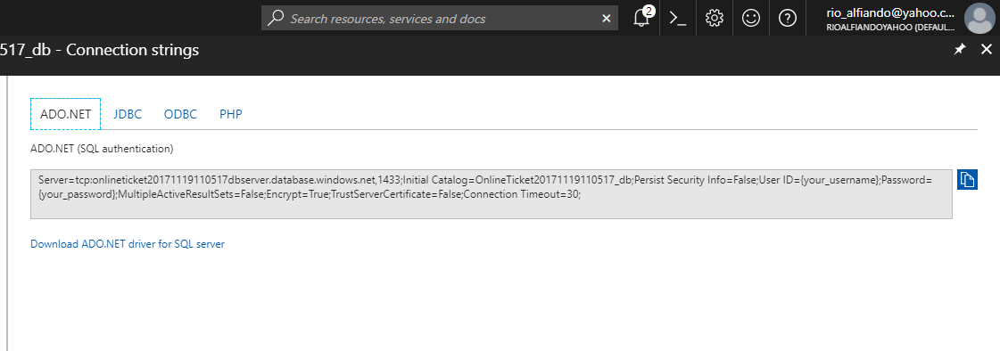 Search resources, services and docs
2
rio_alfiando@yahoo.c...
RIOALFIANDOYAHOO (DEFAUL...
517_db - Connection strings
ADO.NET JDBC ODBC PHP
ADO.NET (SQL authentication)
Server=tcp:onlineticket20171119110517dbserver.database.windows.net,1433;Initial Catalog=OnlineTicket20171119110517_db;Persist Security Info=False;User ID={your_username};Password=
{your_password};MultipleActiveResultSets=False;Encrypt=True;TrustServerCertificate=False;Connection Timeout=30;
Download ADO.NET driver for SQL server